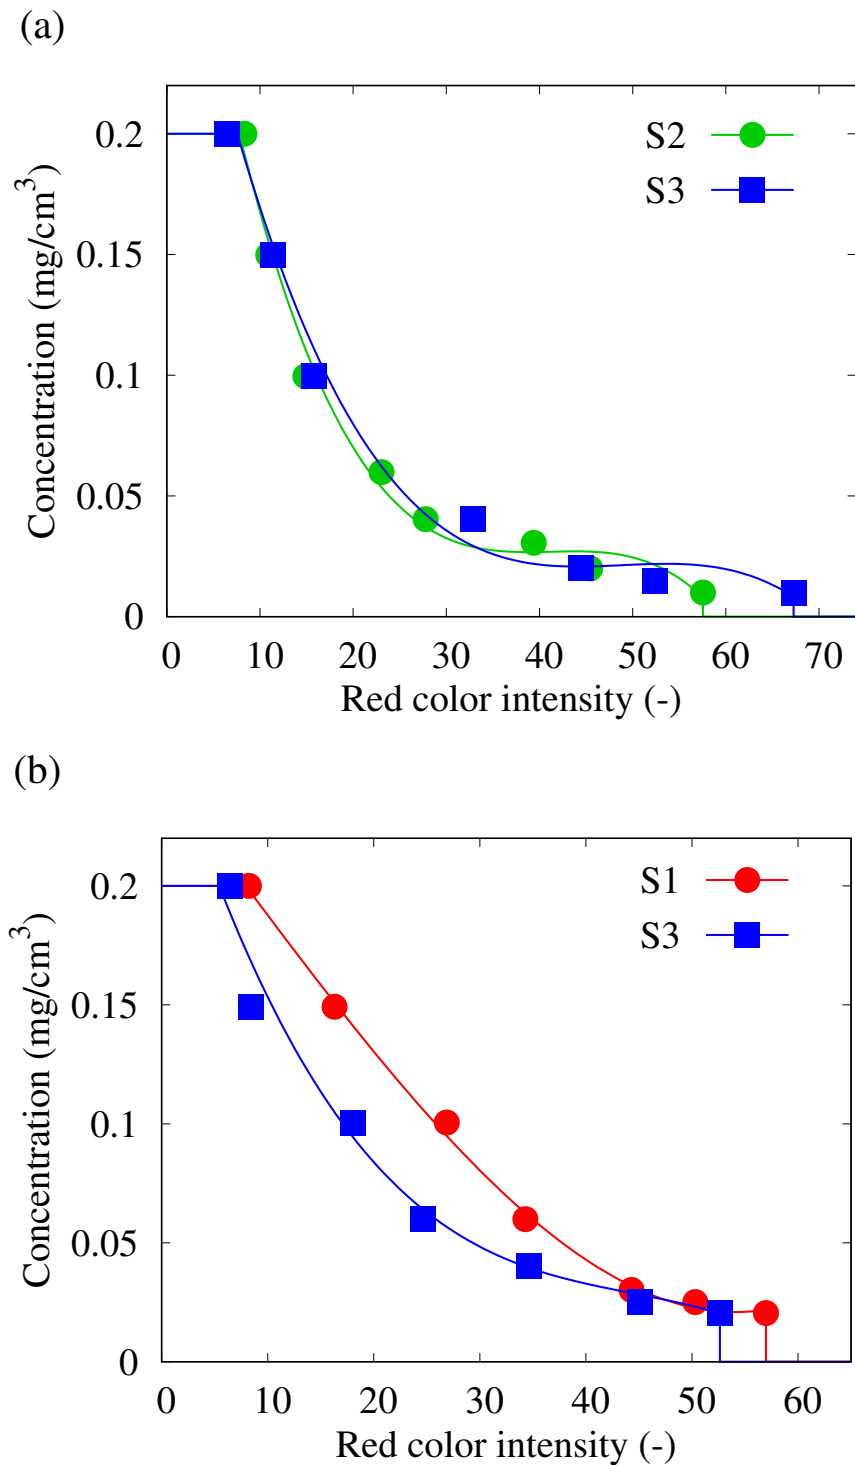 (a)
S2
S3
0.2
0.15
0.1
0.05
0
Concentration (mg/cm³)
0 10 20 30 40 50 60 70
Red color intensity (-)
(b)
S1
S3
0.2
0.15
0.1
0.05
0
Concentration (mg/cm³)
0 10 20 30 40 50 60
Red color intensity (-)